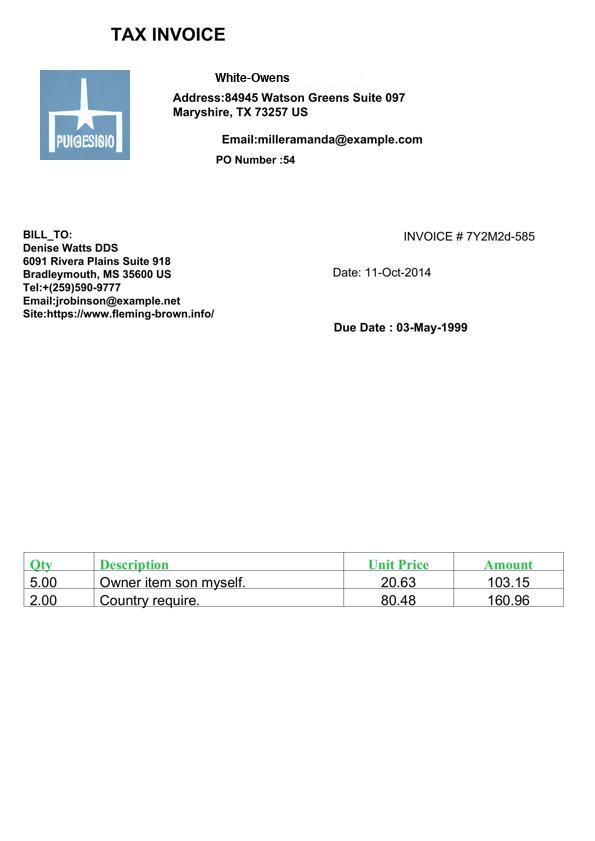 TAX INVOICE
PUIGESISIO
White-Owens
Address:84945 Watson Greens Suite 097
Maryshire, TX 73257 US
Email:milleramanda@example.com
PO Number :54
BILL_TO:
Denise Watts DDS
6091 Rivera Plains Suite 918
Bradleymouth, MS 35600 US
Tel:+(259)590-9777
Email:jrobinson@example.net
Site:https://www.fleming-brown.info/
INVOICE # 7Y2M2d-585
Date: 11-Oct-2014
Due Date : 03-May-1999
Qty Description Unit Price Amount
5.00 Owner item son myself. 20.63 103.15
2.00 Country require. 80.48 160.96